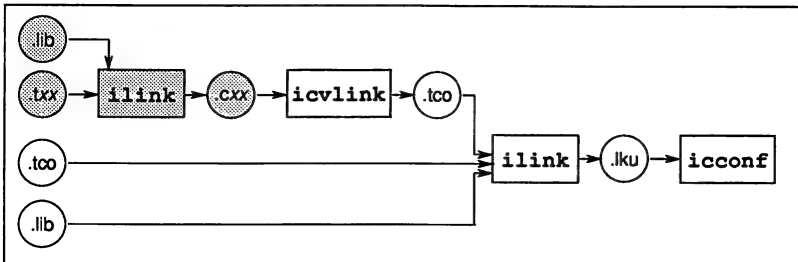 .lib
.txx ilink .cxx icvlink .tco
.tco
ilink .lku icconf
.lib